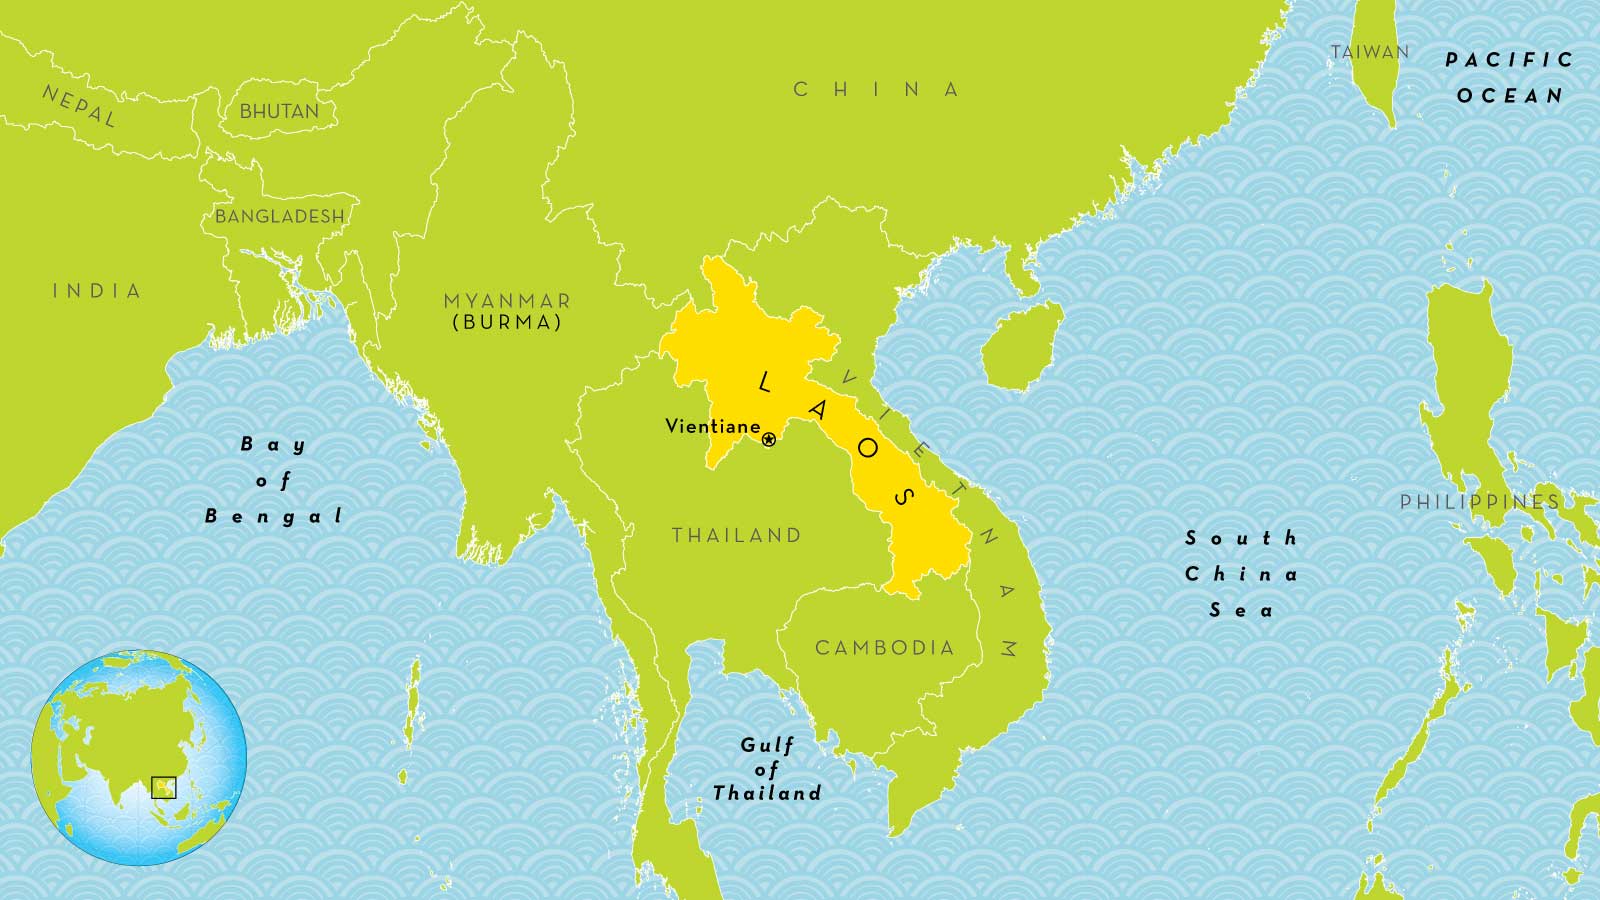 TAIWAN
PACIFIC
OCEAN
CHINA
NEPAL
BHUTAN
BANGLADESH
INDIA
MYANMAR
(BURMA)
LAOS
VIETNAM
Vientiane
Bay
of
Bengal
THAILAND
PHILIPPINES
South
China
Sea
CAMBODIA
Gulf
of
Thailand